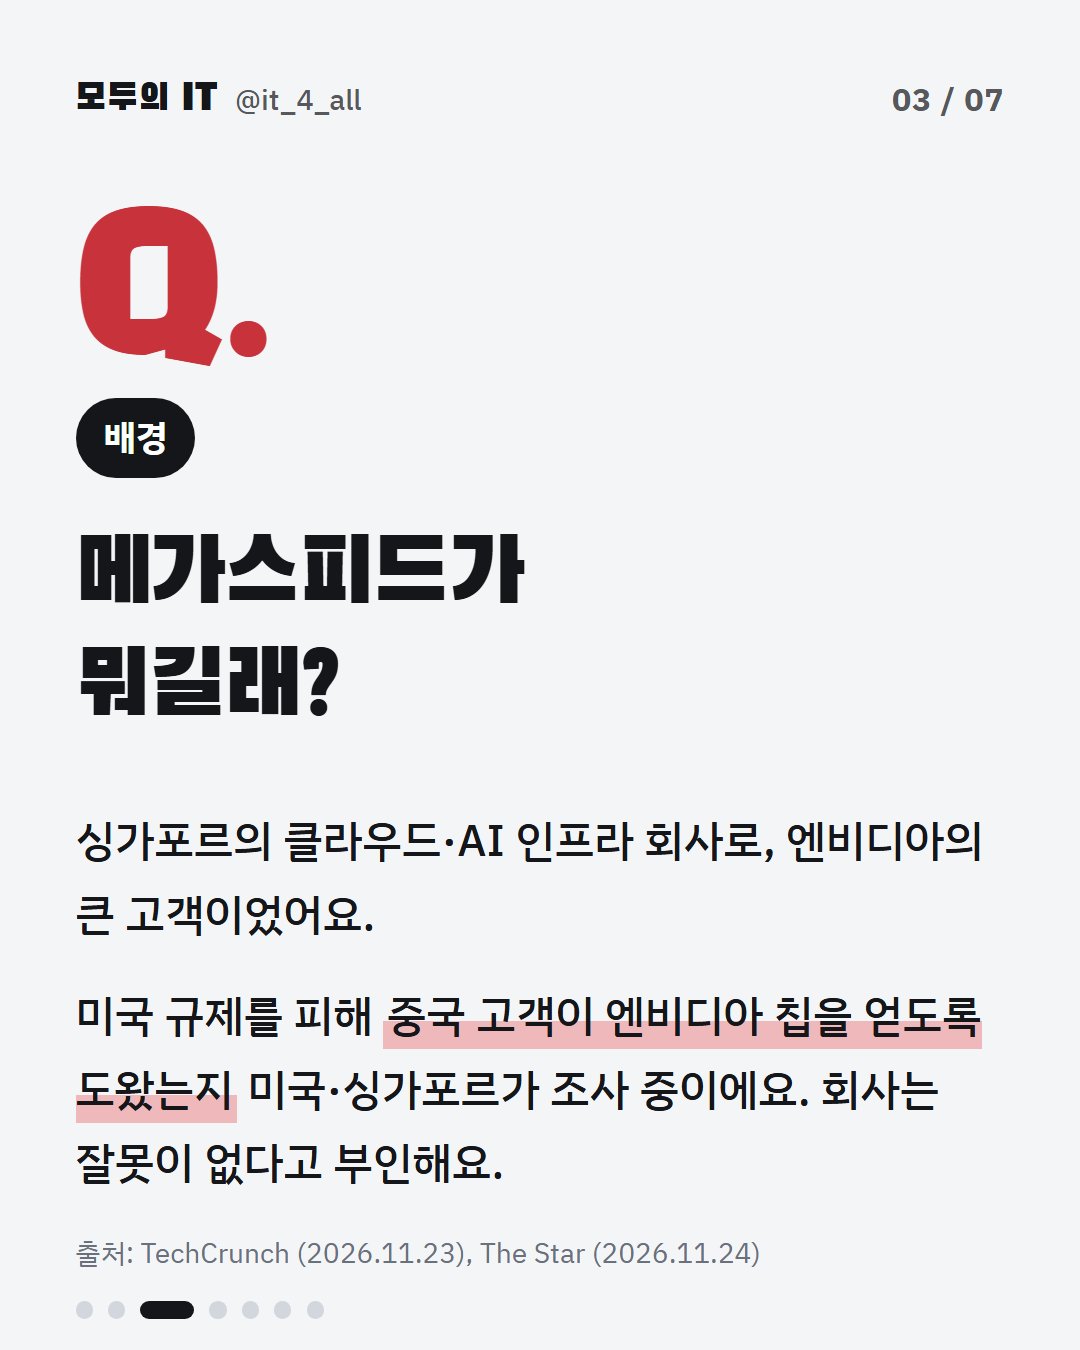 모두의 IT @it_4_all
03 / 07
Q.
배경
메가스피드가
뭐길래?
싱가포르의 클라우드·AI 인프라 회사로, 엔비디아의
큰 고객이었어요.
미국 규제를 피해 중국 고객이 엔비디아 칩을 얻도록
도왔는지 미국·싱가포르가 조사 중이에요. 회사는
잘못이 없다고 부인해요.
출처: TechCrunch (2026.11.23), The Star (2026.11.24)